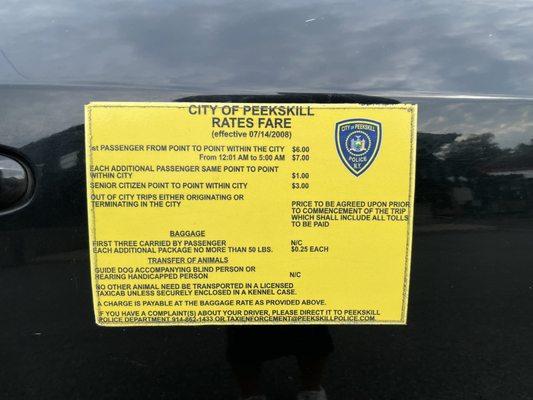 CITY OF PEEKSKILL
RATES FARE
(effective 07/14/2008)
CITY OF PEEKSKILL
POLICE
N.Y.
1st PASSENGER FROM POINT TO POINT WITHIN THE CITY $6.00
From 12:01 AM to 5:00 AM $7.00
EACH ADDITIONAL PASSENGER SAME POINT TO POINT
WITHIN CITY $1.00
SENIOR CITIZEN POINT TO POINT WITHIN CITY $3.00
OUT OF CITY TRIPS EITHER ORIGINATING OR
TERMINATING IN THE CITY
PRICE TO BE AGREED UPON PRIOR
TO COMMENCEMENT OF THE TRIP
WHICH SHALL INCLUDE ALL TOLLS
TO BE PAID
BAGGAGE
FIRST THREE CARRIED BY PASSENGER N/C
EACH ADDITIONAL PACKAGE NO MORE THAN 50 LBS. $0.25 EACH
TRANSFER OF ANIMALS
GUIDE DOG ACCOMPANYING BLIND PERSON OR
HEARING HANDICAPPED PERSON N/C
NO OTHER ANIMAL NEED BE TRANSPORTED IN A LICENSED
TAXICAB UNLESS SECURELY ENCLOSED IN A KENNEL CASE.
A CHARGE IS PAYABLE AT THE BAGGAGE RATE AS PROVIDED ABOVE.
IF YOU HAVE A COMPLAINT(S) ABOUT YOUR DRIVER, PLEASE DIRECT IT TO PEEKSKILL
POLICE DEPARTMENT 914-862-1433 OR TAXIENFORCEMENT@PEEKSKILLPOLICE.COM